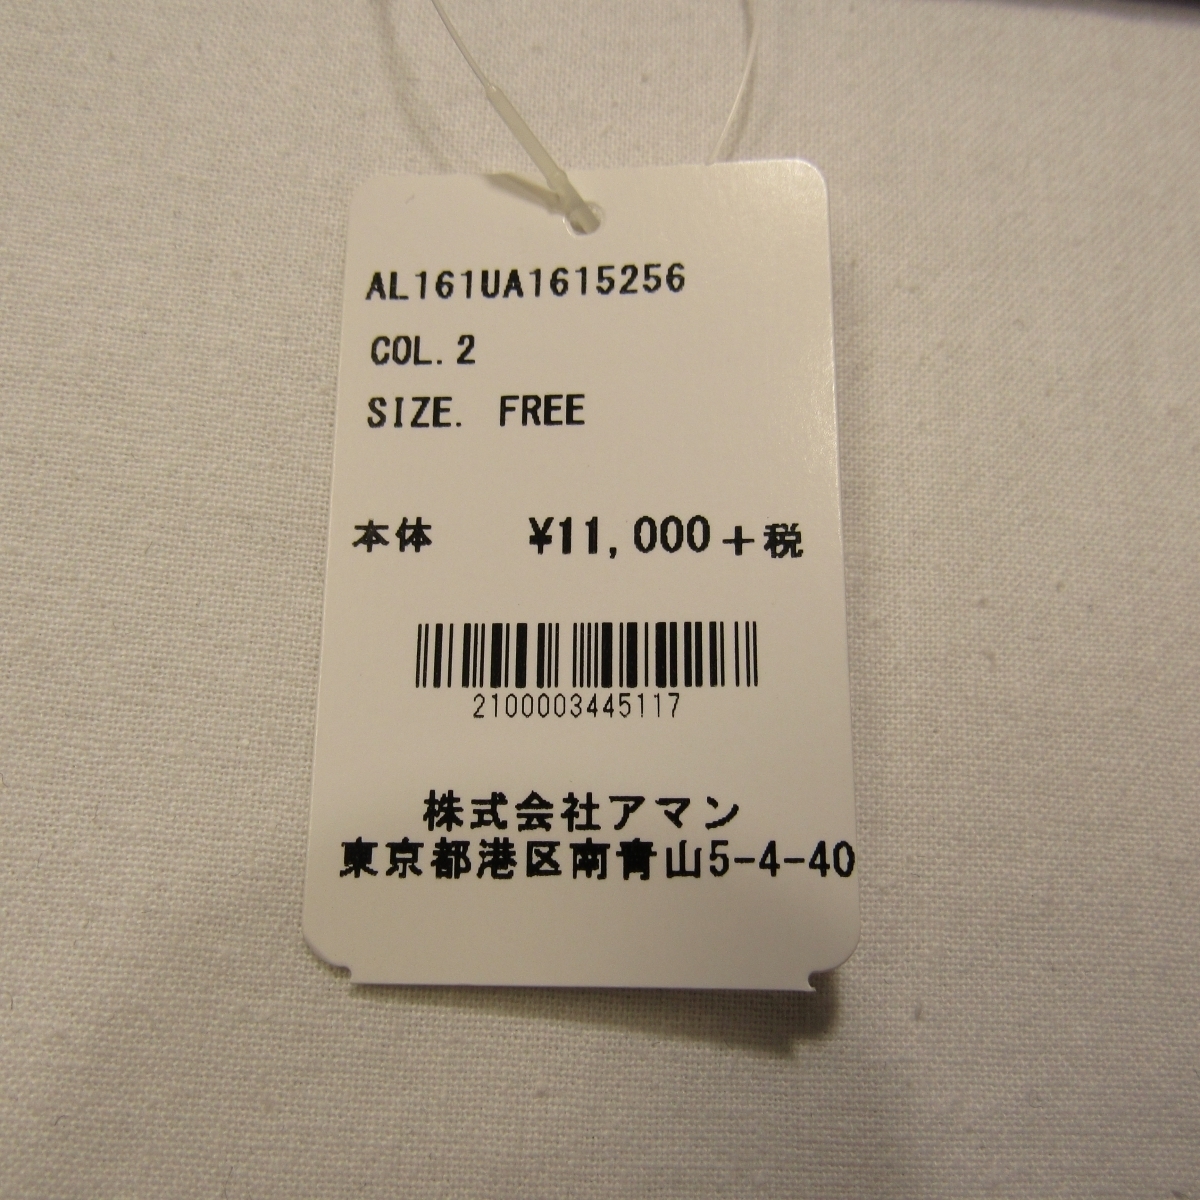 AL161UA1615256
COL.2
SIZE. FREE
本体 ¥11,000+税
2100003445117
株式会社アマン
東京都港区南青山5-4-40